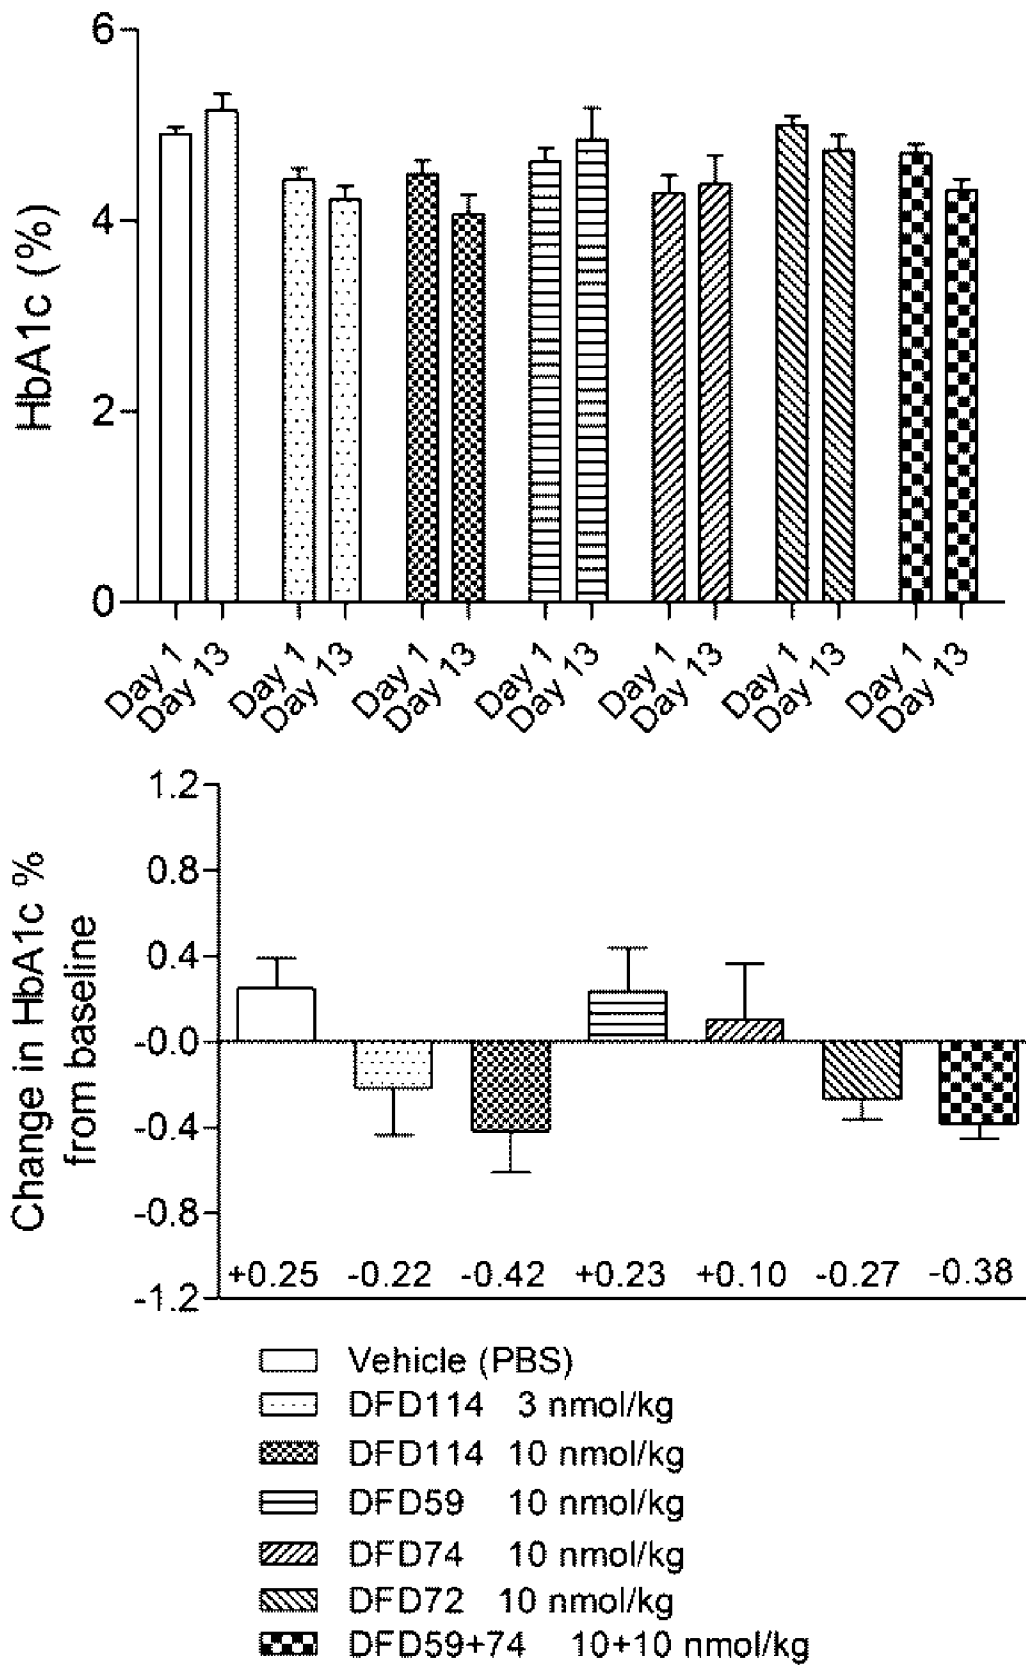 6
4
2
0
HbA1c (%)
Day 1
Day 13
Day 1
Day 13
Day 1
Day 13
Day 1
Day 13
Day 1
Day 13
Day 1
Day 13
Day 1
Day 13
1.2
0.8
0.4
-0.0
-0.4
-0.8
-1.2
Change in HbA1c %
from baseline
+0.25 -0.22 -0.42 +0.23 +0.10 -0.27 -0.38
Vehicle (PBS)
DFD114 3 nmol/kg
DFD114 10 nmol/kg
DFD59 10 nmol/kg
DFD74 10 nmol/kg
DFD72 10 nmol/kg
DFD59+74 10+10 nmol/kg